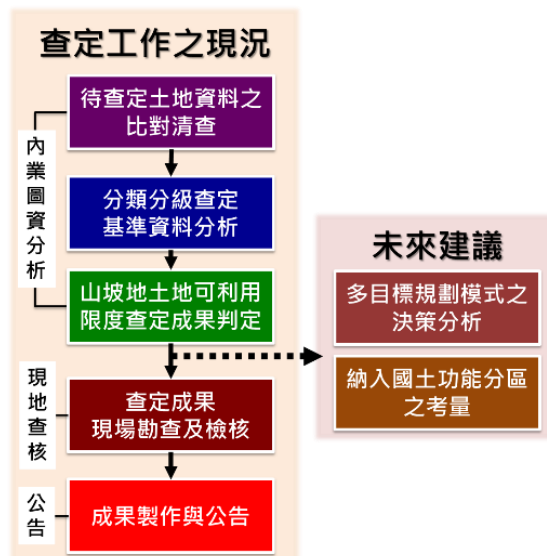 查定工作之現況
待查定土地資料之
比對清查
內業圖資分析
分類分級查定
基準資料分析
山坡地土地可利用
限度查定成果判定
現地查核
查定成果
現場勘查及檢核
公告
成果製作與公告
未來建議
多目標規劃模式之
決策分析
納入國土功能分區
之考量